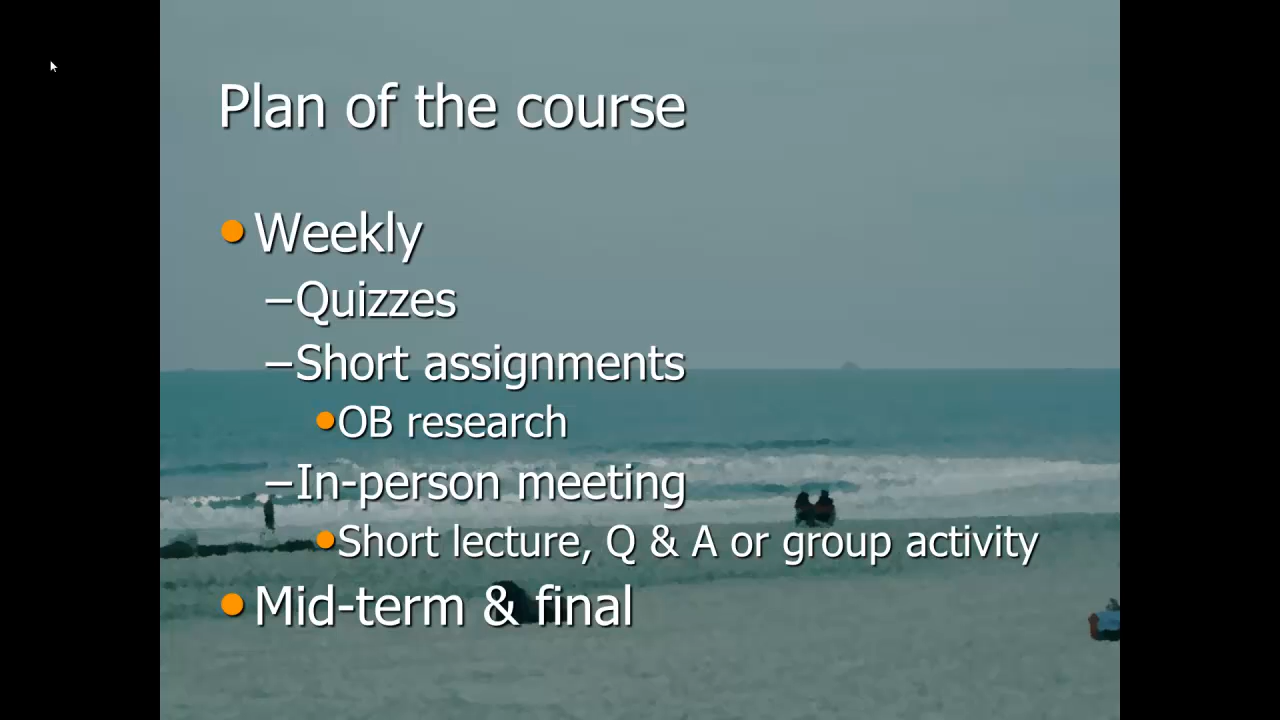 Plan of the course
• Weekly
–Quizzes
–Short assignments
•OB research
–In-person meeting
•Short lecture, Q & A or group activity
• Mid-term & final